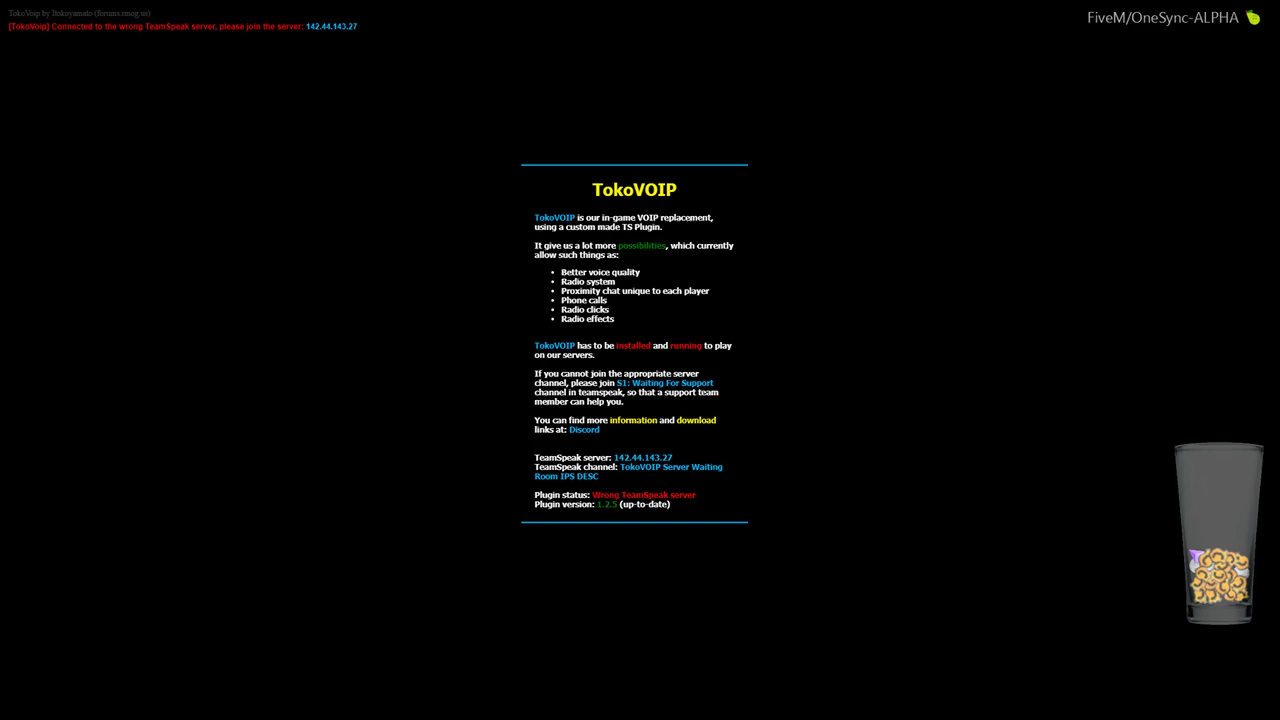 TokoVoip by Itokoyamato (forums.rmog.us)
FiveM/OneSync-ALPHA
[TokoVoip] Connected to the wrong TeamSpeak server, please join the server: 142.44.143.27
TokoVOIP
TokoVOIP is our in-game VOIP replacement,
using a custom made TS Plugin.
It give us a lot more possibilities, which currently
allow such things as:
• Better voice quality
• Radio system
• Proximity chat unique to each player
• Phone calls
• Radio clicks
• Radio effects
TokoVOIP has to be installed and running to play
on our servers.
If you cannot join the appropriate server
channel, please join S1: Waiting For Support
channel in teamspeak, so that a support team
member can help you.
You can find more information and download
links at: Discord
TeamSpeak server: 142.44.143.27
TeamSpeak channel: TokoVOIP Server Waiting
Room IPS DESC
Plugin status: Wrong TeamSpeak server
Plugin version: 1.2.5 (up-to-date)